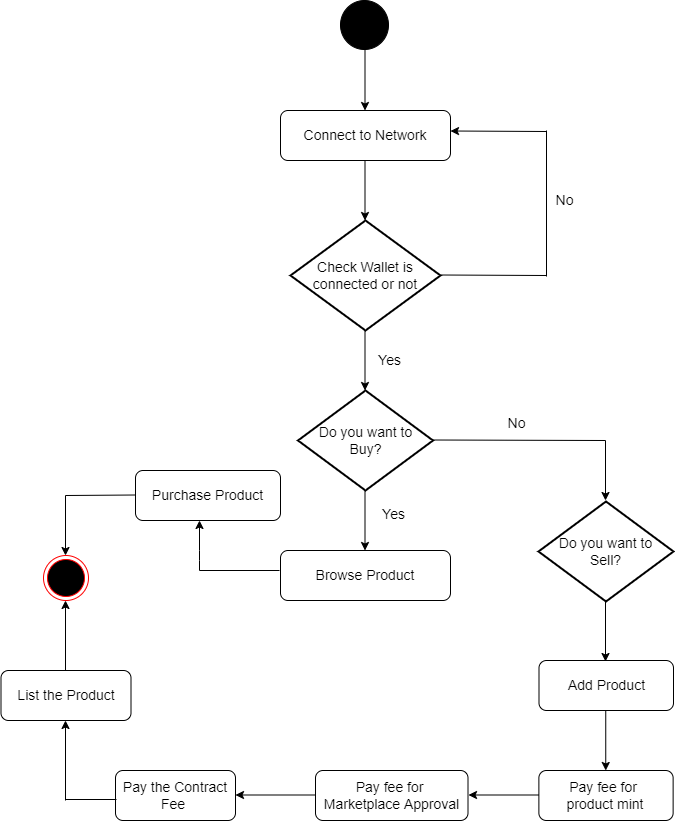 Connect to Network
No
Check Wallet is
connected or not
Yes
Do you want to
Buy?
No
Yes
Purchase Product
Browse Product
Do you want to
Sell?
List the Product
Add Product
Pay the Contract
Fee
Pay fee for
Marketplace Approval
Pay fee for
product mint